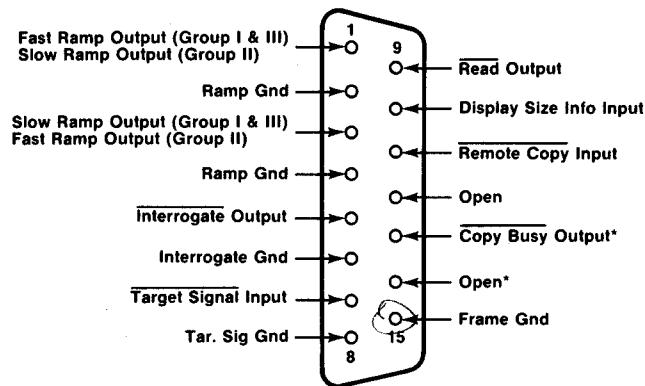 Fast Ramp Output (Group I & III)
Slow Ramp Output (Group II)
Ramp Gnd
Slow Ramp Output (Group I & III)
Fast Ramp Output (Group II)
Ramp Gnd
Interrogate Output
Interrogate Gnd
Target Signal Input
Tar. Sig Gnd
1
8
9
15
Read Output
Display Size Info Input
Remote Copy Input
Open
Copy Busy Output*
Open*
Frame Gnd